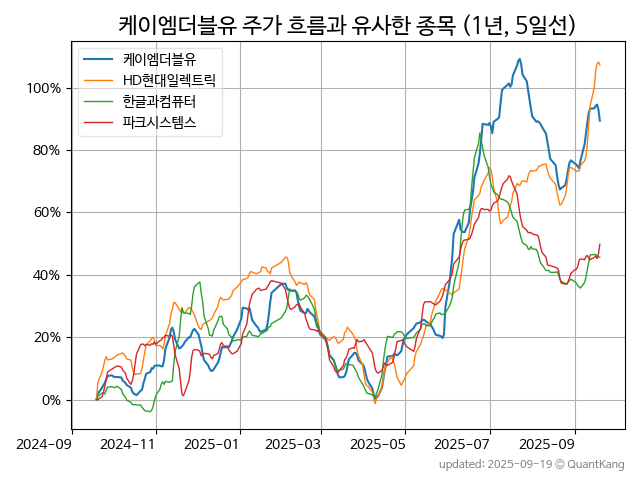 케이엠더블유 주가 흐름과 유사한 종목 (1년, 5일선)
케이엠더블유
HD현대일렉트릭
한글과컴퓨터
파크시스템스
100%
80%
60%
40%
20%
0%
2024-09 2024-11 2025-01 2025-03 2025-05 2025-07 2025-09
updated: 2025-09-19 © QuantKang